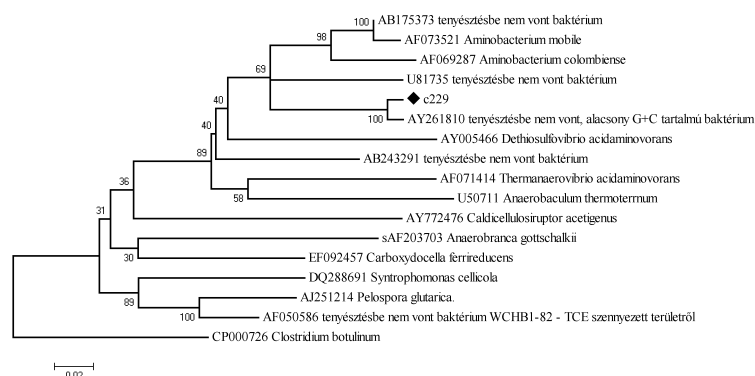 100 AB175373 tenyésztésbe nem vont baktérium
98 AF073521 Aminobacterium mobile
AF069287 Aminobacterium colombiense
69 U81735 tenyésztésbe nem vont baktérium
c229
40 100 AY261810 tenyésztésbe nem vont, alacsony G+C tartalmú baktérium
40 AY005466 Dethiosulfovibrio acidaminovorans
89 AB243291 tenyésztésbe nem vont baktérium
AF071414 Thermanaerovibrio acidaminovorans
36 58 U50711 Anaerobaculum thermoterrnum
31 AY772476 Caldicellulosiruptor acetigenus
sAF203703 Anaerobranca gottschalkii
30 EF092457 Carboxydocella ferrireducens
DQ288691 Syntrophomonas cellicola
89 AJ251214 Pelospora glutarica.
100 AF050586 tenyésztésbe nem vont baktérium WCHB1-82 - TCE szennyezett területről
CP000726 Clostridium botulinum
0.02